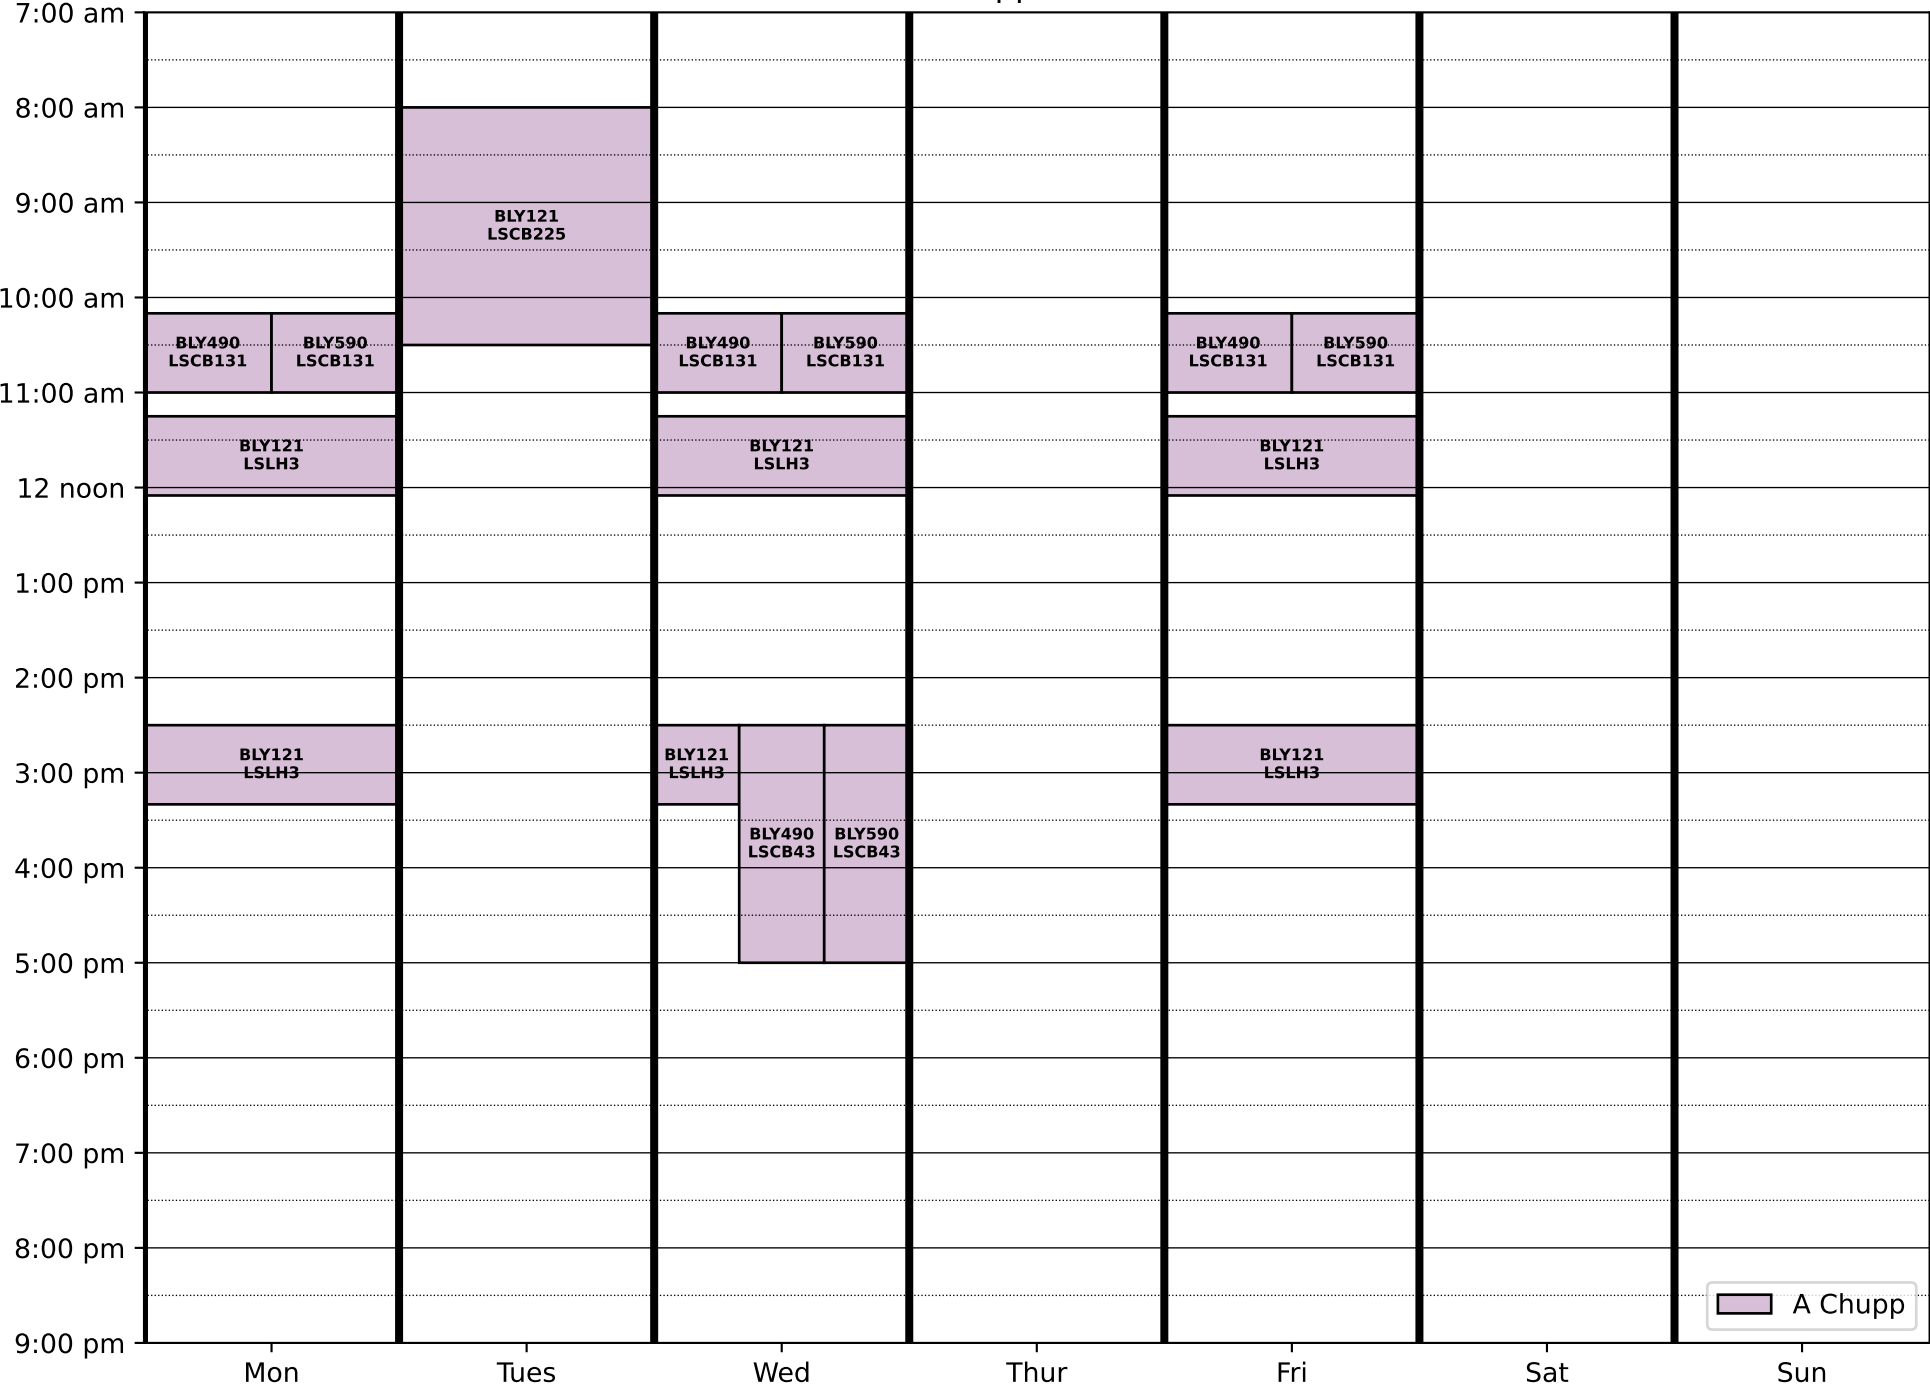 7:00 am
8:00 am
BLY121
LSCB225
9:00 am
10:00 am
BLY490
LSCB131
BLY590
LSCB131
BLY490
LSCB131
BLY590
LSCB131
BLY490
LSCB131
BLY590
LSCB131
11:00 am
BLY121
LSLH3
BLY121
LSLH3
BLY121
LSLH3
12 noon
1:00 pm
2:00 pm
BLY121
LSLH3
BLY121
LSLH3
BLY121
LSLH3
3:00 pm
BLY490
LSCB43
BLY590
LSCB43
4:00 pm
5:00 pm
6:00 pm
7:00 pm
8:00 pm
A Chupp
9:00 pm
Mon
Tues
Wed
Thur
Fri
Sat
Sun